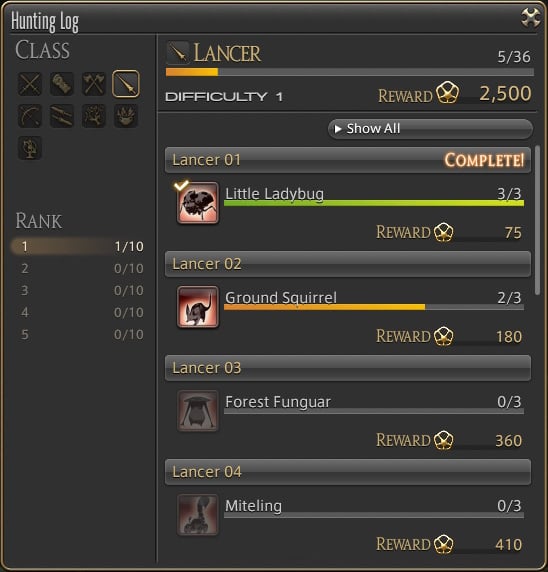 Hunting Log
CLASS
LANCER
5/36
DIFFICULTY 1
REWARD 2,500
Show All
Lancer 01 COMPLETE!
Little Ladybug 3/3
REWARD 75
RANK
1 1/10
2 0/10
3 0/10
4 0/10
5 0/10
Lancer 02
Ground Squirrel 2/3
REWARD 180
Lancer 03
Forest Funguar 0/3
REWARD 360
Lancer 04
Miteling 0/3
REWARD 410